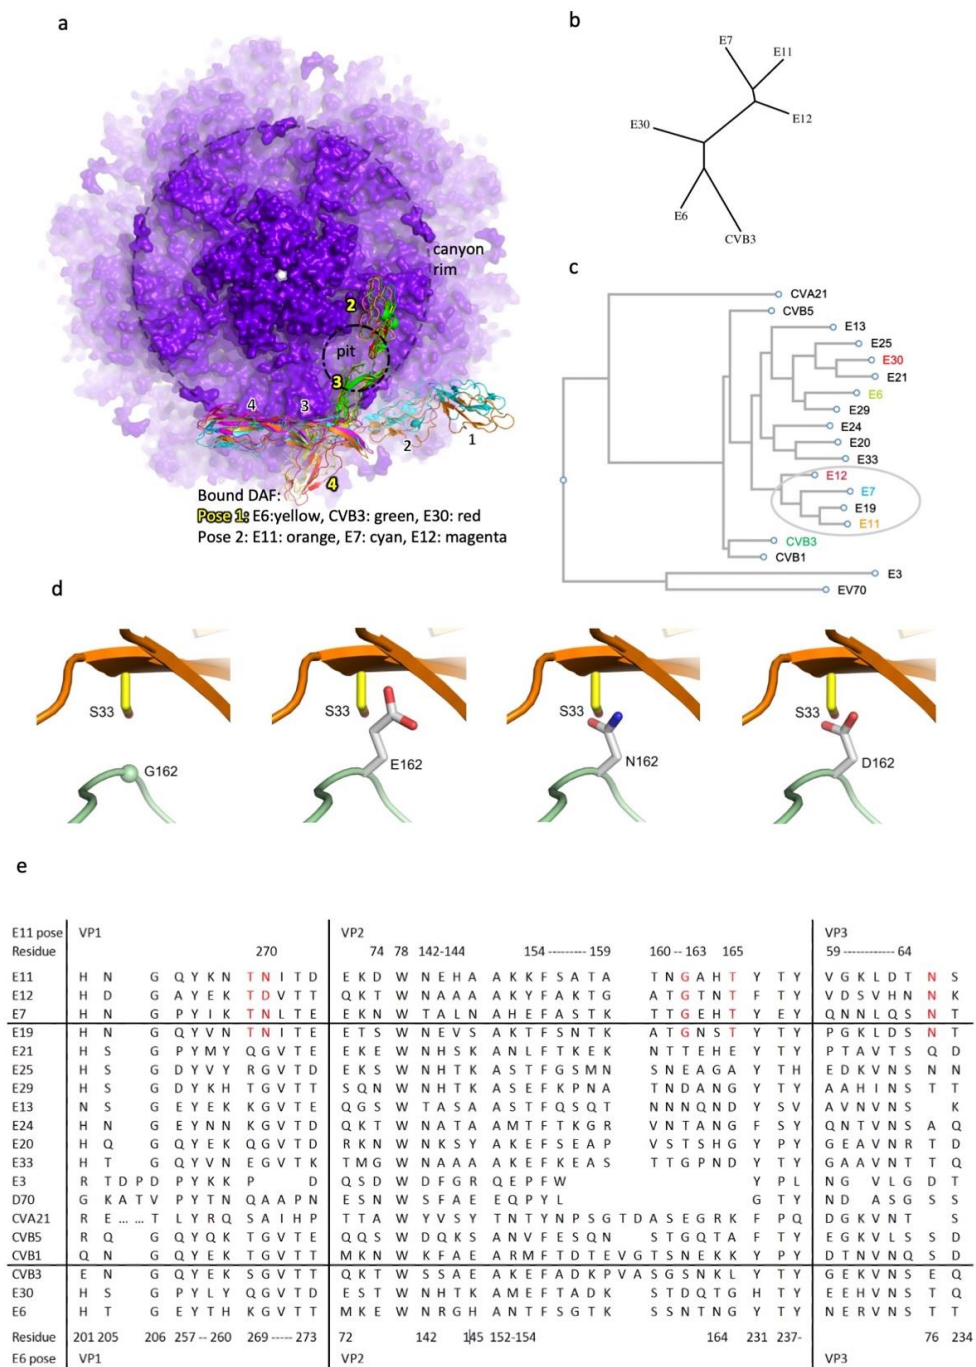 a
canyon
rim
2
pit
3
4
3
2
1
4
Bound DAF:
Pose 1: E6:yellow, CVB3: green, E30: red
Pose 2: E11: orange, E7: cyan, E12: magenta
b
E7
E11
E12
E30
E6
CVB3
c
CVA21
CVB5
E13
E25
E30
E21
E6
E29
E24
E20
E33
E12
E7
E19
E11
CVB3
CVB1
E3
EV70
d
S33
G162
S33
E162
S33
N162
S33
D162
e
E11 pose VP1 VP2 VP3
Residue 270 74 78 142-144 154 --------- 159 160 -- 163 165 59 ------------ 64
E11 H N G Q Y K N T N I T D E K D W N E H A A K K F S A T A T N G A H T Y T Y V G K L D T N S
E12 H D G A Y E K T D V T T Q K T W N A A A A K Y F A K T G A T G T N T F T Y V D S V H N N K
E7 H N G P Y I K T N L T E E K N W T A L N A H E F A S T K T T G E H T Y E Y Q N N L Q S N K
E19 H N G Q Y V N T N I T E E T S W N E V S A K T F S N T K A T G N S T Y T Y P G K L D S N T
E21 H S G P Y M Y Q G V T E E K E W N H S K A N L F T K E K N T T E H E Y T Y P T A V T S Q D
E25 H S G D Y V Y R G V T D E K S W N H T K A S T F G S M N S N E A G A Y T H E D K V N S N N
E29 H S G D Y K H T G V T T S Q N W N H T K A S E F K P N A T N D A N G Y T Y A A H I N S T T
E13 N S G E Y E K K G V T E Q G S W T A S A A S T F Q S Q T N N N Q N D Y S V A V N V N S K
E24 H N G E Y N N K G V T D Q K T W N A T A A M T F T K G R V N T A N G F S Y Q N T V N S A Q
E20 H Q G Q Y E K Q G V T D R K N W N K S Y A K E F S E A P V S T S H G Y P Y G E A V N R T D
E33 H T G Q Y V N E G V T K T M G W N A A A A K E F K E A S T T G P N D Y T Y G A A V N T T Q
E3 R T D P D P Y K K P D Q S D W D F G R Q E P F W Y P L N G V L G D T
D70 G K A T V P Y T N Q A A P N E S N W S F A E E Q P Y L G T Y N D A S G S S
CVA21 R E … … T L Y R Q S A I H P T T A W Y V S Y T N T Y N P S G T D A S E G R K F P Q D G K V N T S
CVB5 R Q G Q Y Q K T G V T E Q Q S W D Q K S A N V F E S Q N S T G Q T A F T Y E G K V L S S D
CVB1 Q N G Q Y E K T G V T T M K N W K F A E A R M F T D T E V G T S N E K K Y P Y D T N V N Q S D
CVB3 E N G Q Y E K S G V T T Q K T W S S A E A K E F A D K P V A S G S N K L Y T Y G E K V N S E Q
E30 H S G P Y L Y Q G V T D E S T W N H T K A M E F T A D K S T D Q T G H T Y E E H V N S T Q
E6 H T G E Y T H K G V T T M K E W N R G H A N T F S G T K S S N T N G Y T Y N E R V N S T T
Residue 201 205 206 257 -- 260 269 ----- 273 72 142 145 152-154 164 231 237- 76 234
E6 pose VP1 VP2 VP3